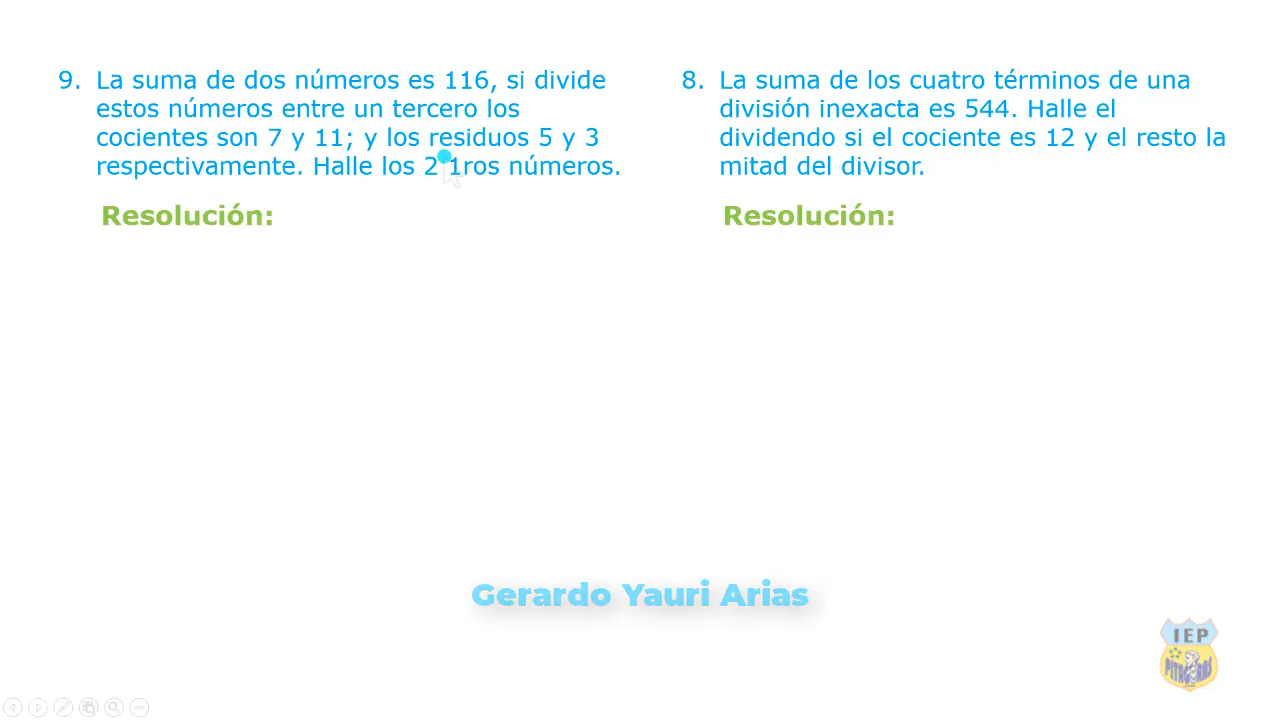 9. La suma de dos números es 116, si divide
estos números entre un tercero los
cocientes son 7 y 11; y los residuos 5 y 3
respectivamente. Halle los 2 1ros números.
Resolución:
8. La suma de los cuatro términos de una
división inexacta es 544. Halle el
dividendo si el cociente es 12 y el resto la
mitad del divisor.
Resolución:
Gerardo Yauri Arias
IEP
PITAGORAS